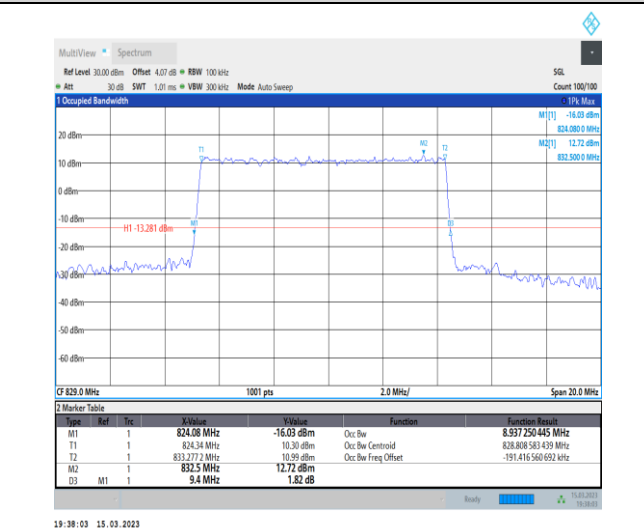 MultiView Spectrum
Ref Level 30.00 dBm Offset 4.07 dB RBW 100 kHz SGL
Att 30 dB SWT 1.01 ms VBW 300 kHz Mode Auto Sweep Count 100/100
1 Occupied Bandwidth 1Pk Max
M1[1] -16.03 dBm
824.080 0 MHz
M2[1] 12.72 dBm
832.500 0 MHz
20 dBm
M2
T1 T2
10 dBm
0 dBm
-10 dBm
M1 D3
H1 -13.281 dBm
-20 dBm
-30 dBm
-40 dBm
-50 dBm
-60 dBm
CF 829.0 MHz 1001 pts 2.0 MHz/ Span 20.0 MHz
2 Marker Table
Type Ref Trc X-Value Y-Value Function Function Result
M1 1 824.08 MHz -16.03 dBm Occ Bw 8.937 250 445 MHz
T1 1 824.34 MHz 10.30 dBm Occ Bw Centroid 828.808 583 439 MHz
T2 1 833.277 2 MHz 10.99 dBm Occ Bw Freq Offset -191.416 560 692 kHz
M2 1 832.5 MHz 12.72 dBm
D3 M1 1 9.4 MHz 1.82 dB
Ready 15.03.2023
19:38:03
19:38:03 15.03.2023